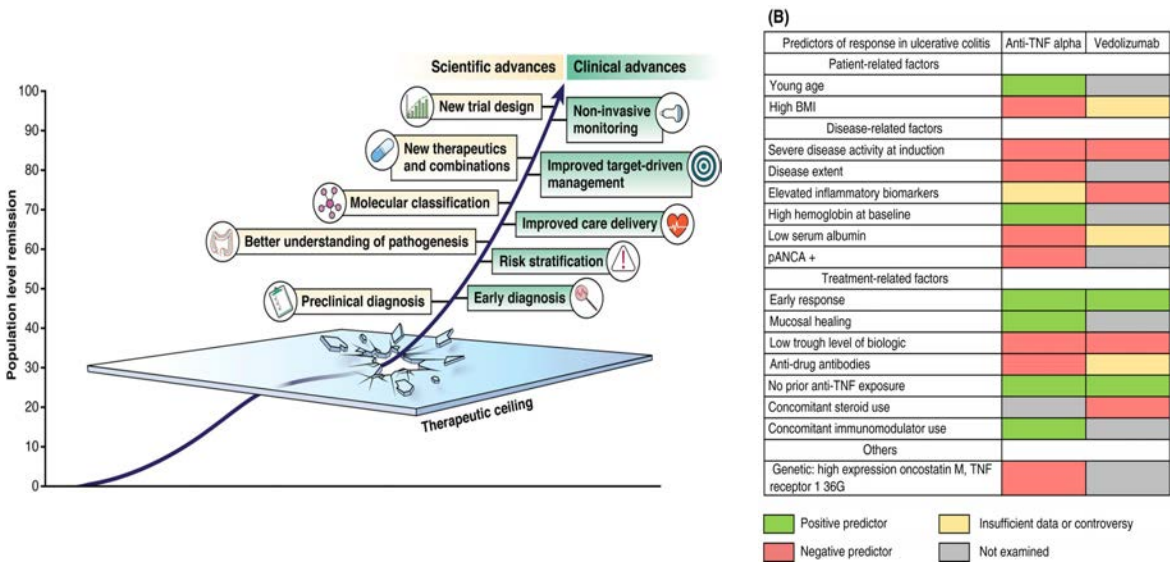 Scientific advances
Clinical advances
Population level remission
100
90
80
70
60
50
40
30
20
10
0
New trial design
Non-invasive
monitoring
New therapeutics
and combinations
Improved target-driven
management
Molecular classification
Improved care delivery
Better understanding of pathogenesis
Risk stratification
Preclinical diagnosis
Early diagnosis
Therapeutic ceiling
(B)
Predictors of response in ulcerative colitis Anti-TNF alpha Vedolizumab
Patient-related factors
Young age
High BMI
Disease-related factors
Severe disease activity at induction
Disease extent
Elevated inflammatory biomarkers
High hemoglobin at baseline
Low serum albumin
pANCA +
Treatment-related factors
Early response
Mucosal healing
Low trough level of biologic
Anti-drug antibodies
No prior anti-TNF exposure
Concomitant steroid use
Concomitant immunomodulator use
Others
Genetic: high expression oncostatin M, TNF
receptor 1 36G
Positive predictor
Insufficient data or controversy
Negative predictor
Not examined